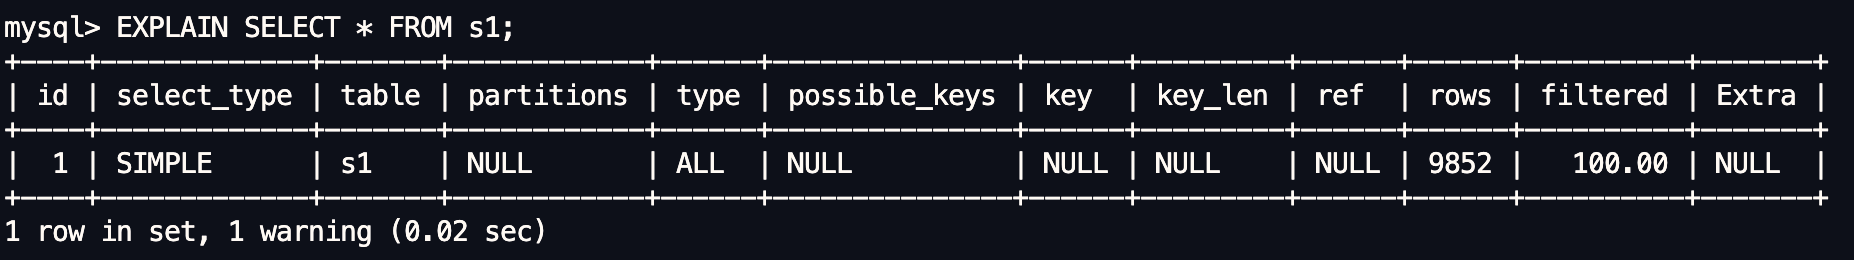 mysql> EXPLAIN SELECT * FROM s1;
+----+-------------+-------+------------+------+---------------+------+---------+------+------+----------+-------+
| id | select_type | table | partitions | type | possible_keys | key  | key_len | ref  | rows | filtered | Extra |
+----+-------------+-------+------------+------+---------------+------+---------+------+------+----------+-------+
|  1 | SIMPLE      | s1    | NULL       | ALL  | NULL          | NULL | NULL    | NULL | 9852 |   100.00 | NULL  |
+----+-------------+-------+------------+------+---------------+------+---------+------+------+----------+-------+
1 row in set, 1 warning (0.02 sec)